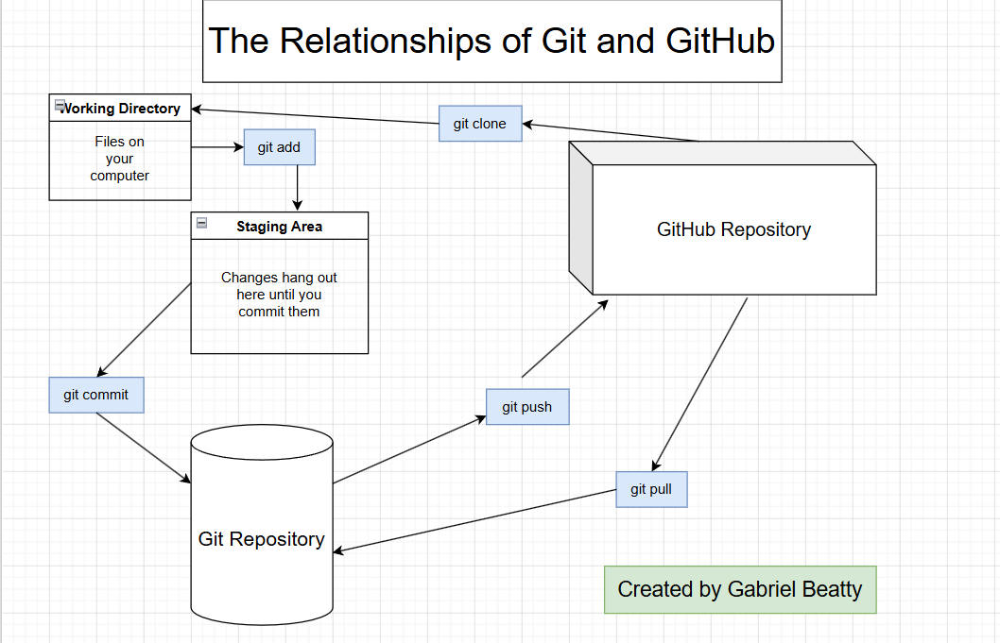 The Relationships of Git and GitHub
Working Directory
Files on
your
computer
git add
git clone
Staging Area
Changes hang out
here until you
commit them
GitHub Repository
git commit
git push
Git Repository
git pull
Created by Gabriel Beatty